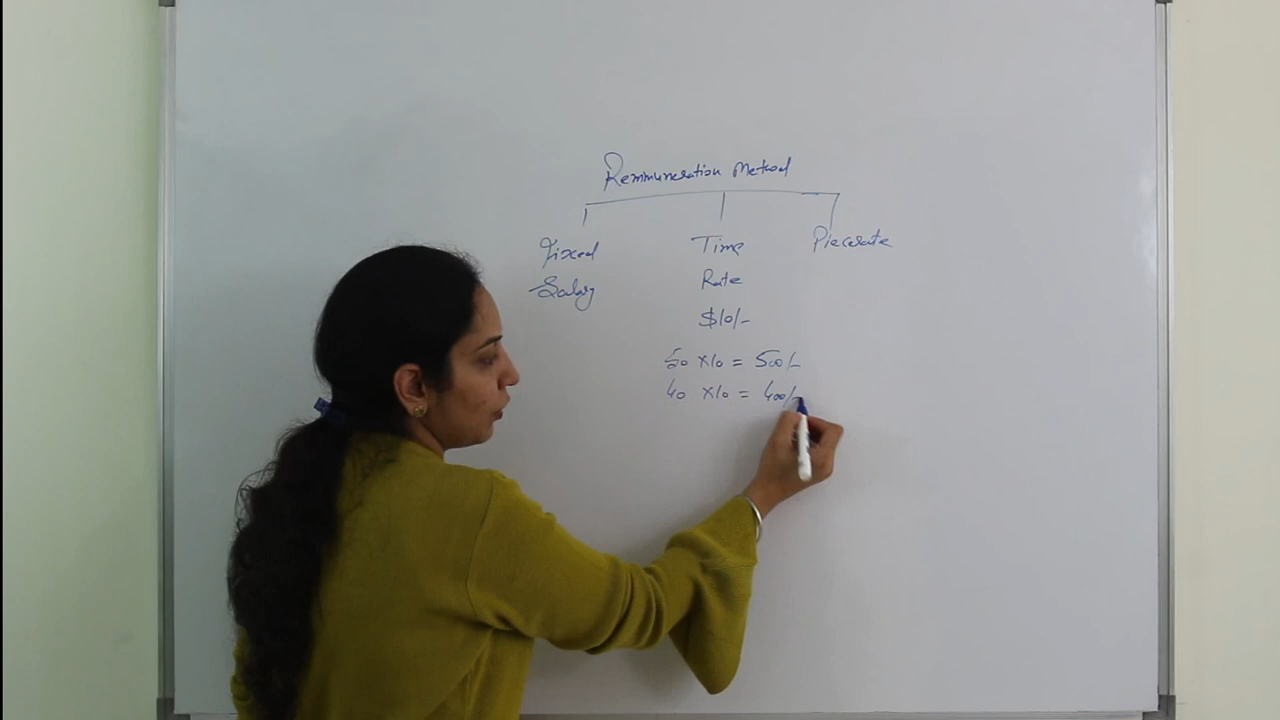 Remmuneration Method
Fixed Salary
Time Rate
Piecerate
$10/-
50 x10 = 500/-
40 x10 = 400/-